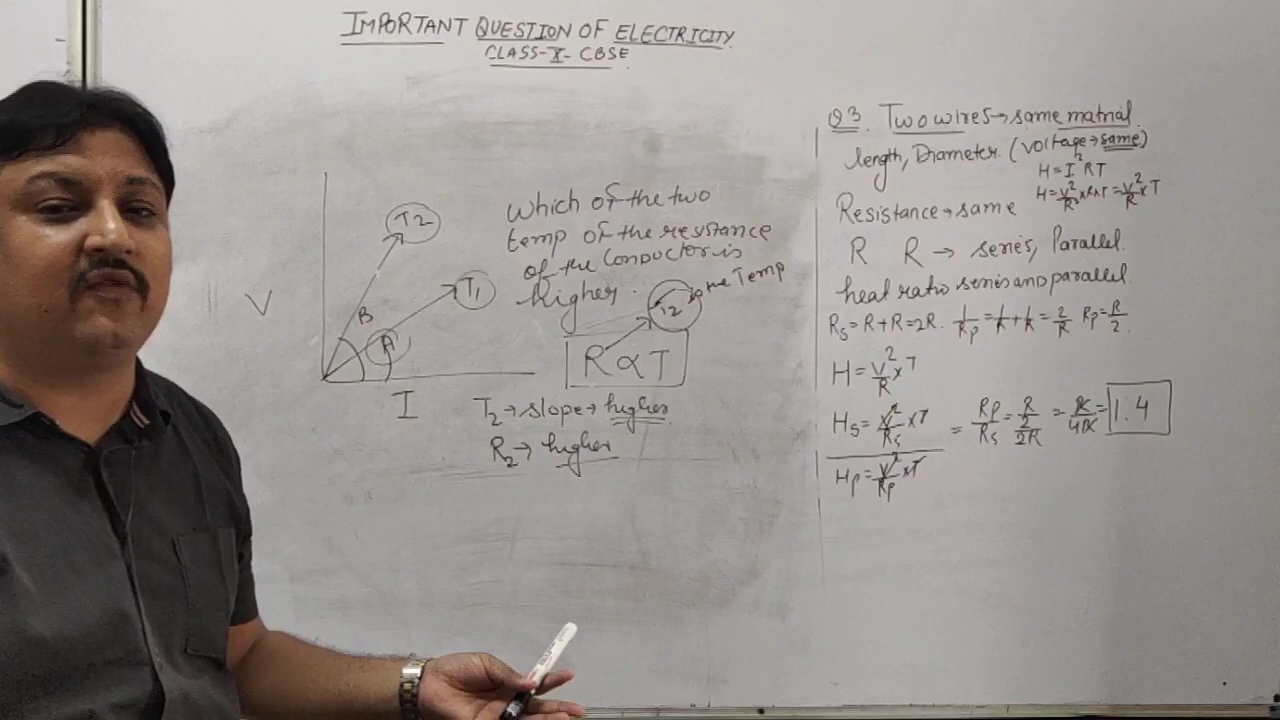 IMPORTANT QUESTION OF ELECTRICITY
CLASS-X-CBSE
V
I
T2
T1
B
A
Which of the two
temp of the resistance
of the conductor is
higher.
T2 is the Temp
R ∝ T
T2 → slope → higher
R2 → higher
Q3. Two wires → same matrial
length, Diameter. (voltage → same)
H = I²RT
H = V²/R² × R × T = V²/R × T
Resistance → same
R R → series, Parallel.
heat ratio series and parallel.
Rs = R + R = 2R. 1/Rp = 1/R + 1/R = 2/R Rp = R/2.
H = V²/R × T
Hs = V²/Rs × T = Rp/Rs = R/2/2R = R/4R = 1.4
Hp = V²/Rp × T